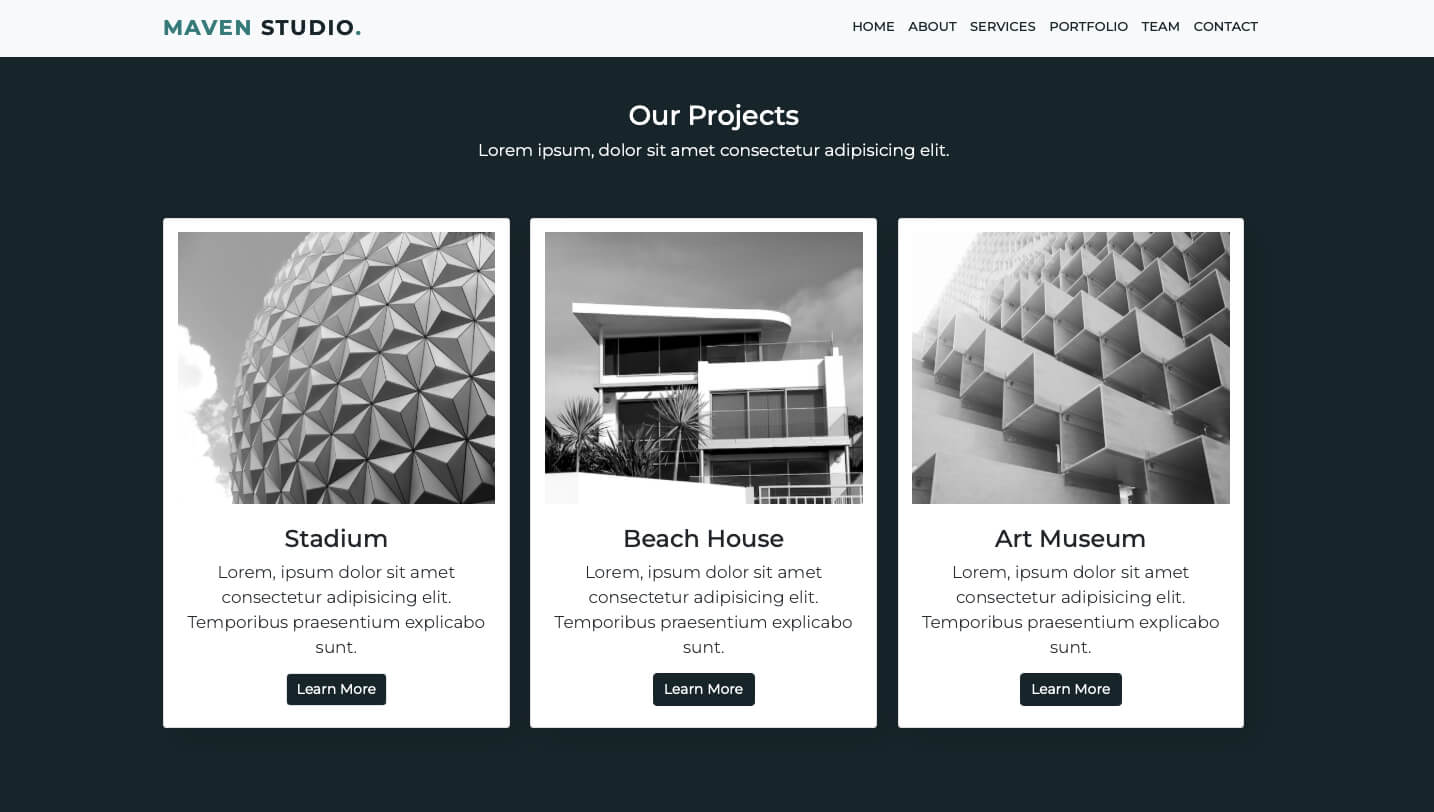 MAVEN STUDIO.
HOME ABOUT SERVICES PORTFOLIO TEAM CONTACT
Our Projects
Lorem ipsum, dolor sit amet consectetur adipisicing elit.
Stadium
Lorem, ipsum dolor sit amet
consectetur adipisicing elit.
Temporibus praesentium explicabo
sunt.
Learn More
Beach House
Lorem, ipsum dolor sit amet
consectetur adipisicing elit.
Temporibus praesentium explicabo
sunt.
Learn More
Art Museum
Lorem, ipsum dolor sit amet
consectetur adipisicing elit.
Temporibus praesentium explicabo
sunt.
Learn More